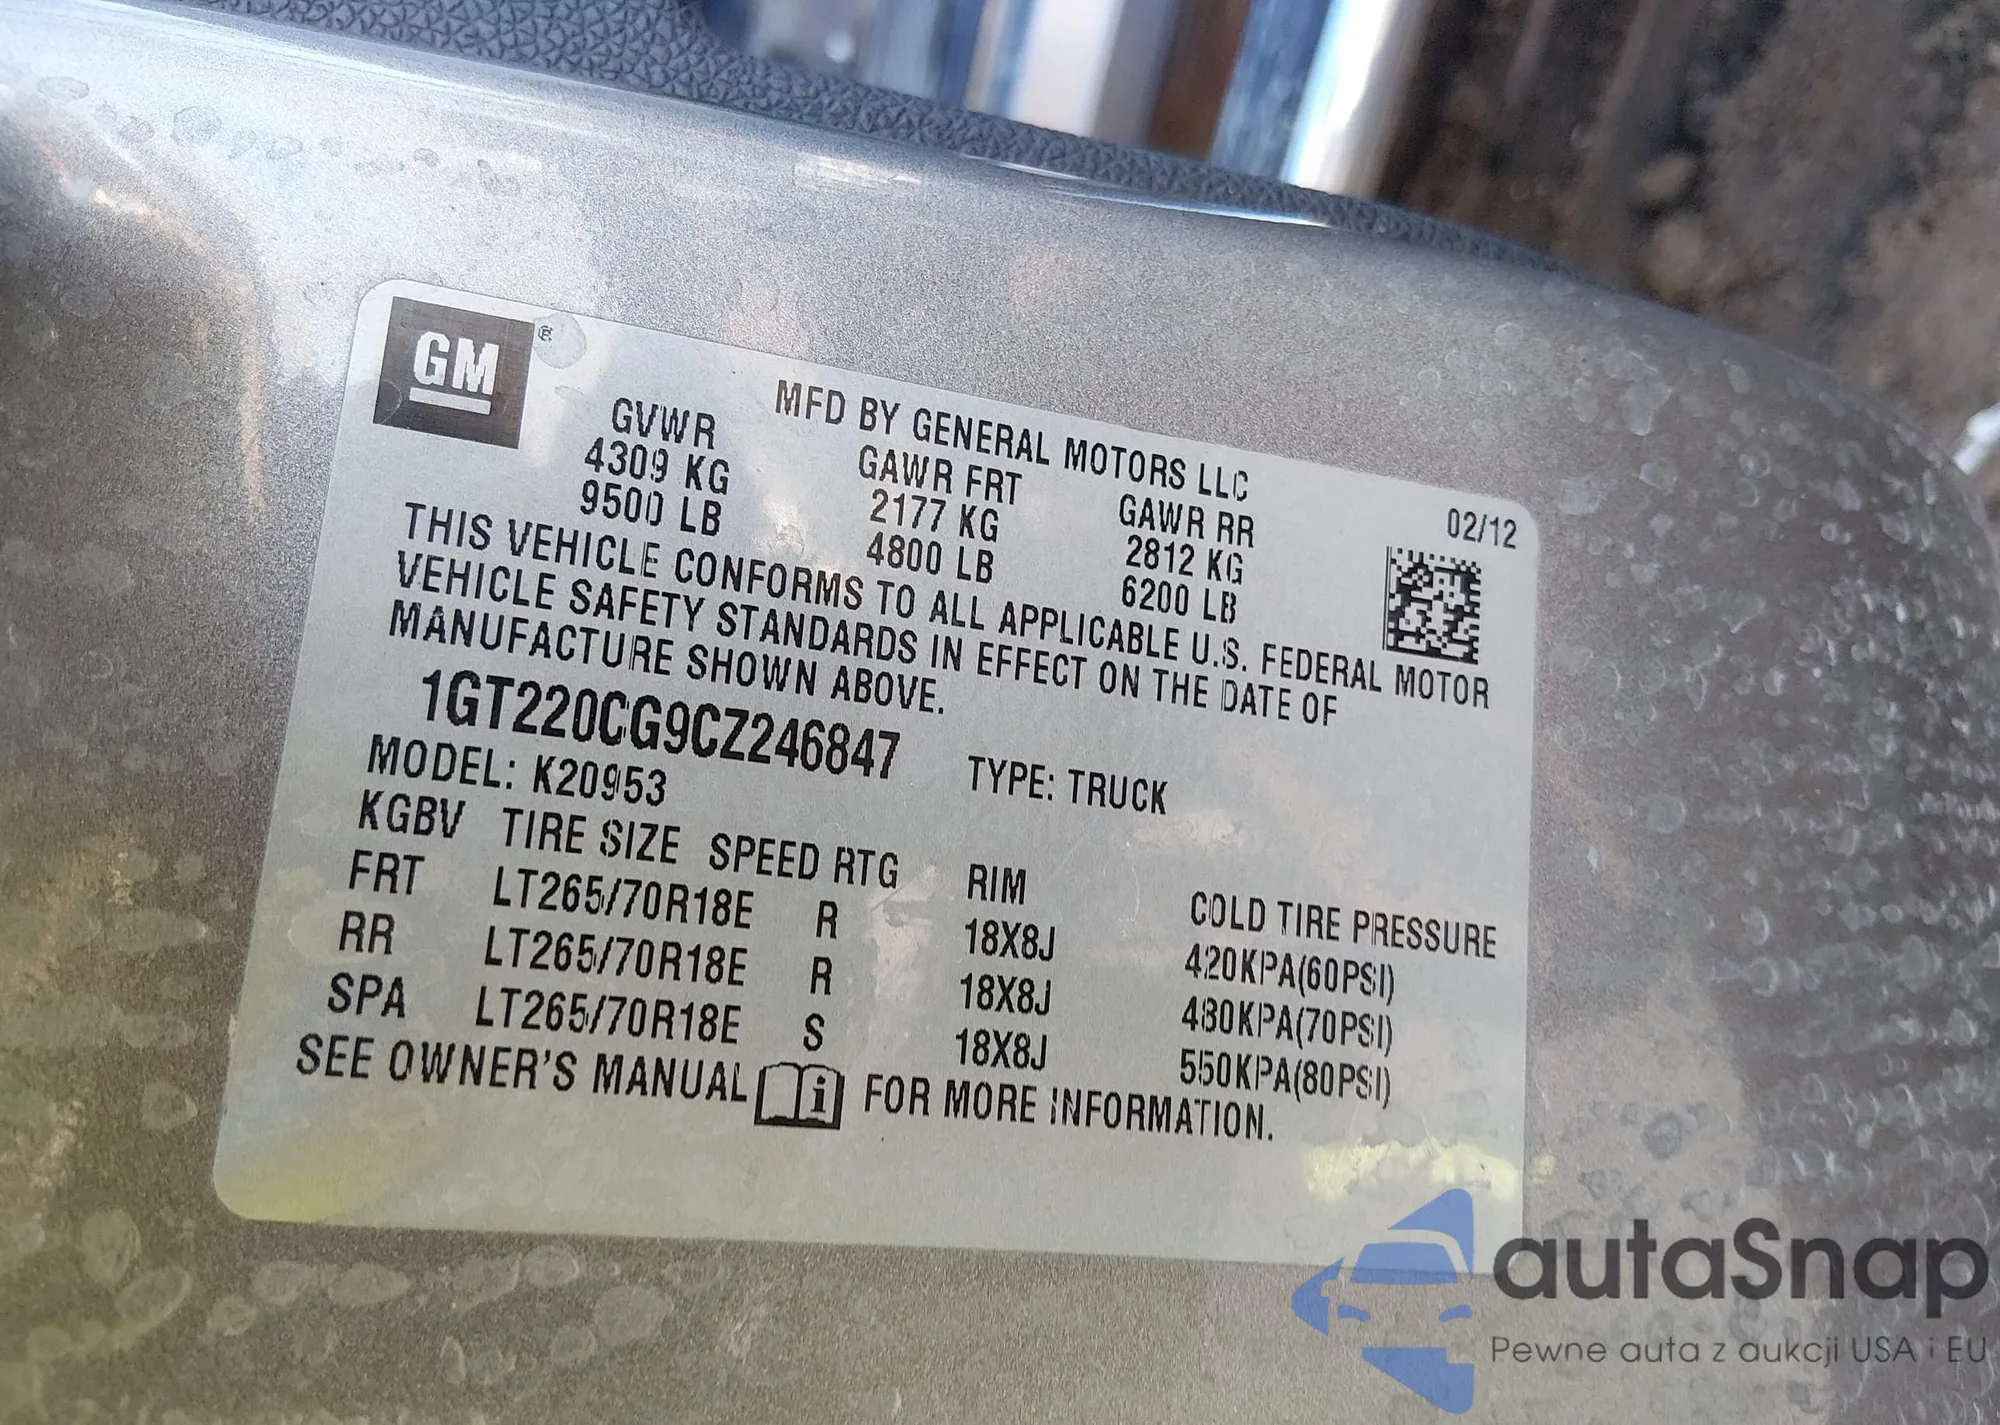 GM
MFD BY GENERAL MOTORS LLC
GVWR GAWR FRT GAWR RR 02/12
4309 KG 2177 KG 2812 KG
9500 LB 4800 LB 6200 LB
THIS VEHICLE CONFORMS TO ALL APPLICABLE U.S. FEDERAL MOTOR
VEHICLE SAFETY STANDARDS IN EFFECT ON THE DATE OF
MANUFACTURE SHOWN ABOVE.
1GT220CG9CZ246847 TYPE: TRUCK
MODEL: K20953
KGBV TIRE SIZE SPEED RTG RIM COLD TIRE PRESSURE
FRT LT265/70R18E R 18X8J 420KPA(60PSI)
RR LT265/70R18E R 18X8J 480KPA(70PSI)
SPA LT265/70R18E S 18X8J 550KPA(80PSI)
SEE OWNER'S MANUAL i FOR MORE INFORMATION.
autaSnap
Pewne auta z aukcji USA i EU